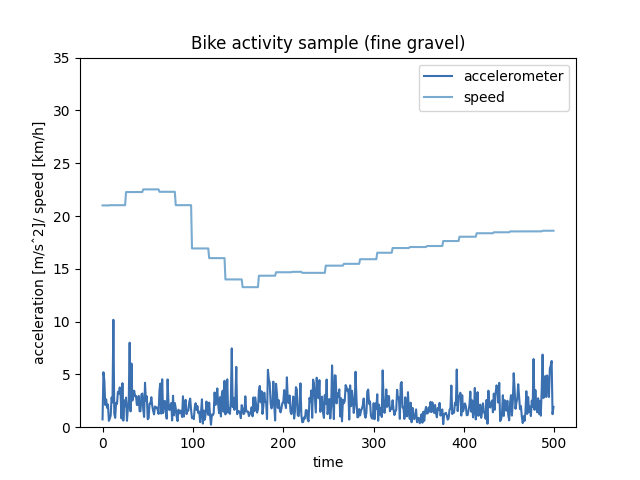 Bike activity sample (fine gravel)
accelerometer
speed
acceleration [m/s^2]/ speed [km/h]
35
30
25
20
15
10
5
0
0 100 200 300 400 500
time